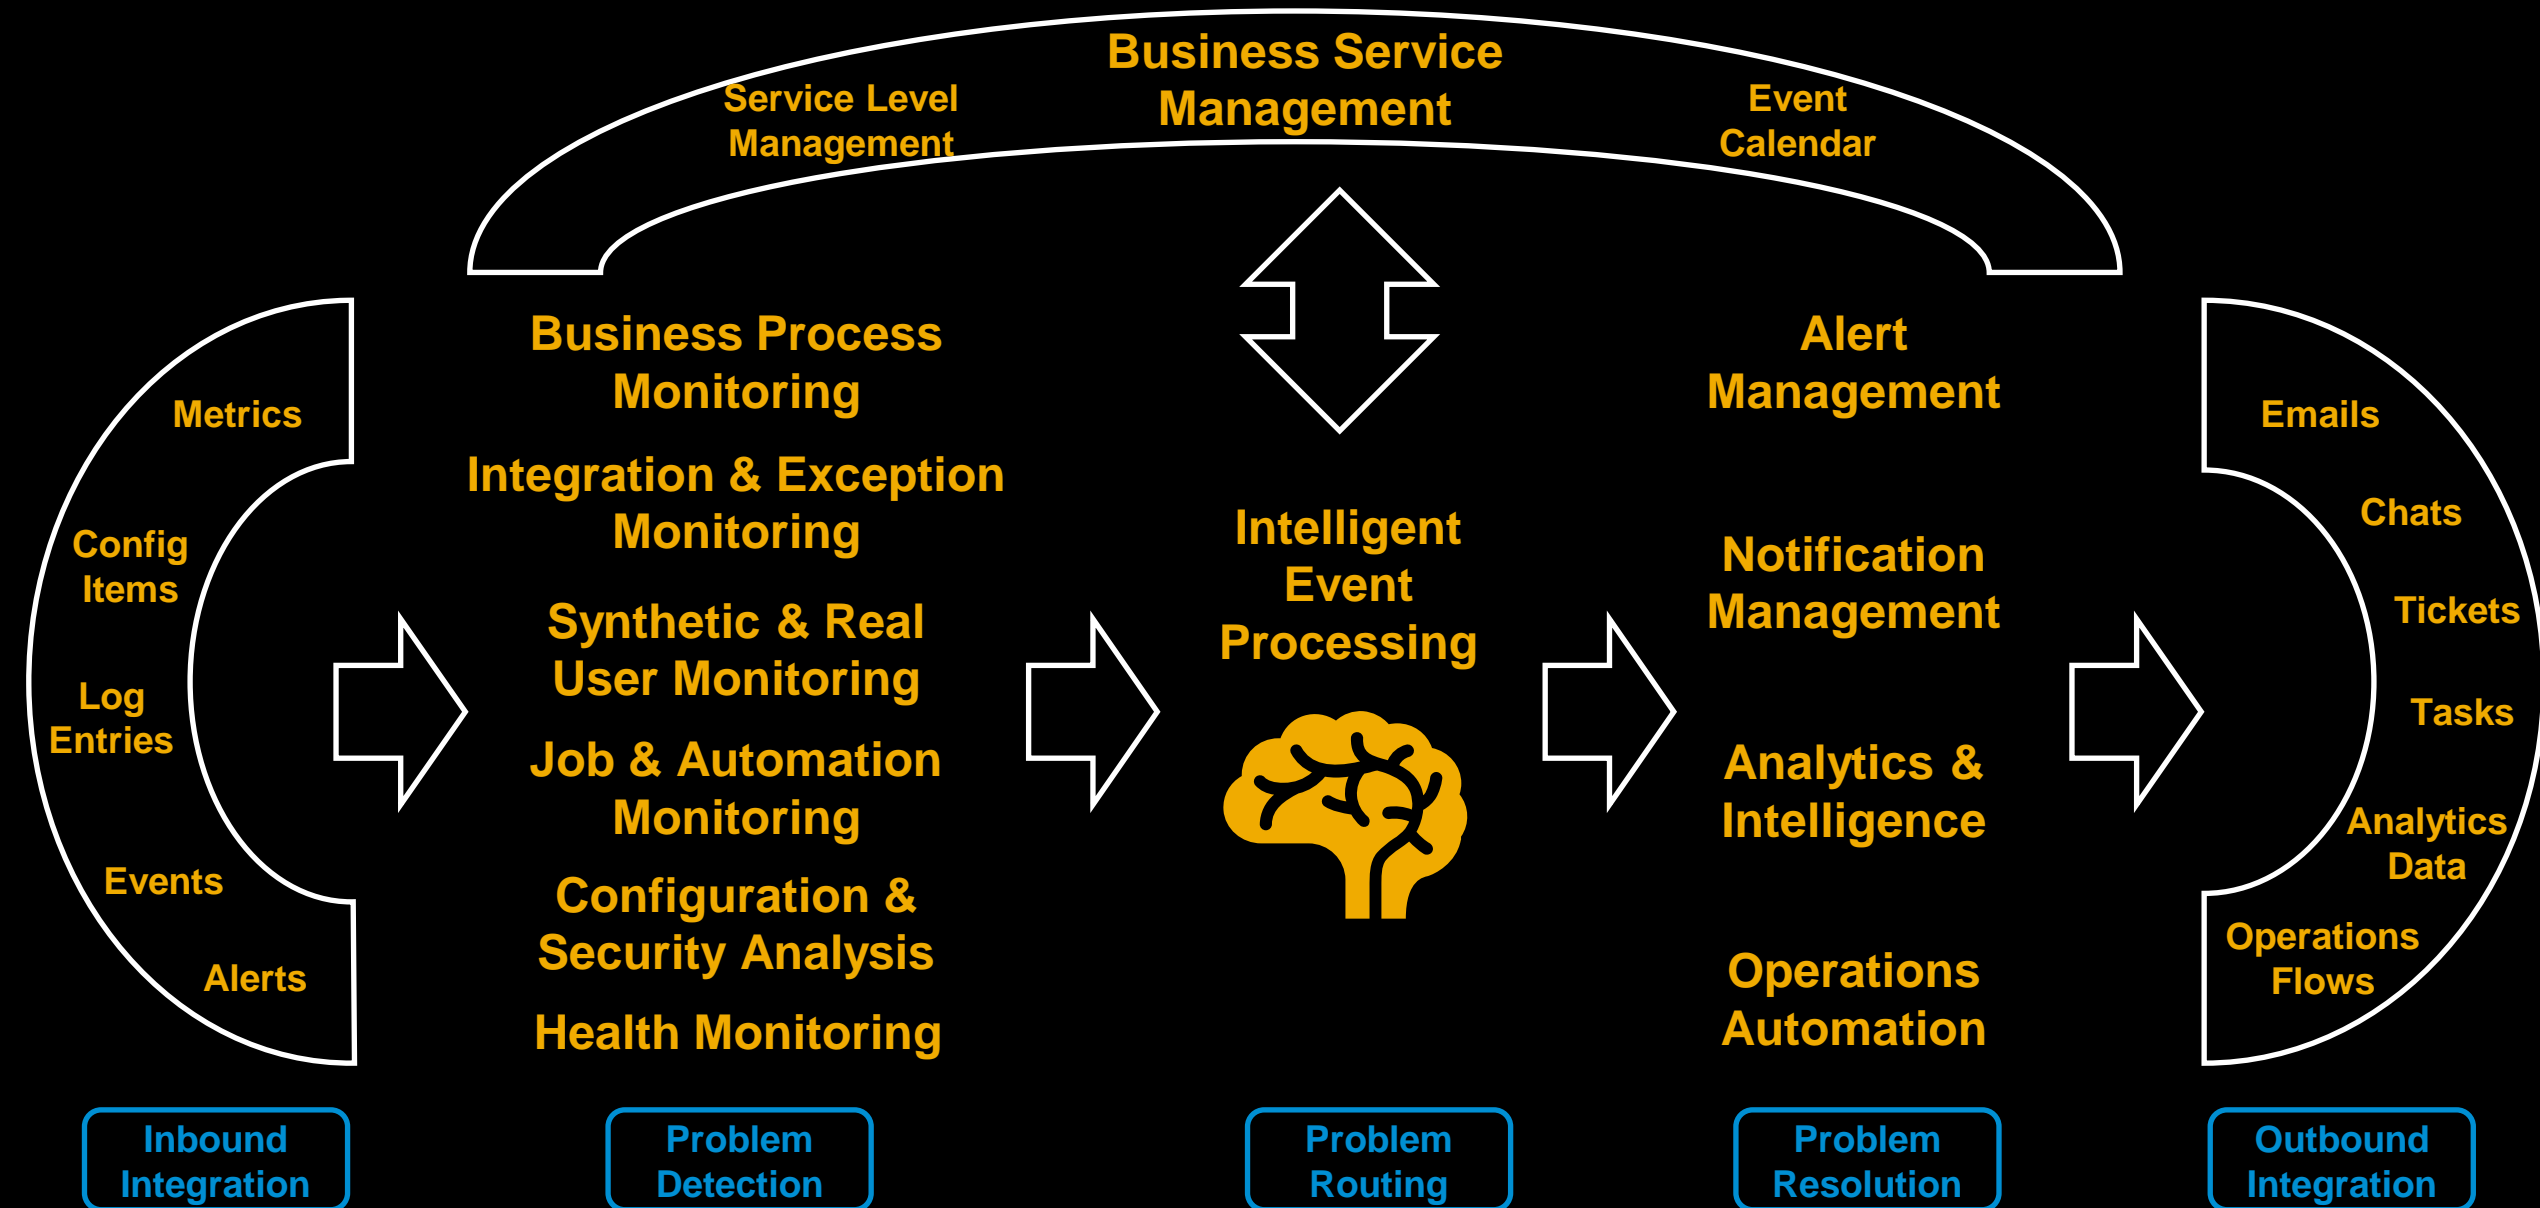 Business Service
Management
Service Level
Management
Event
Calendar
Metrics
Config
Items
Log
Entries
Events
Alerts
Business Process
Monitoring
Integration & Exception
Monitoring
Synthetic & Real
User Monitoring
Job & Automation
Monitoring
Configuration &
Security Analysis
Health Monitoring
Intelligent
Event
Processing
Alert
Management
Notification
Management
Analytics &
Intelligence
Operations
Automation
Emails
Chats
Tickets
Tasks
Analytics
Data
Operations
Flows
Inbound
Integration
Problem
Detection
Problem
Routing
Problem
Resolution
Outbound
Integration